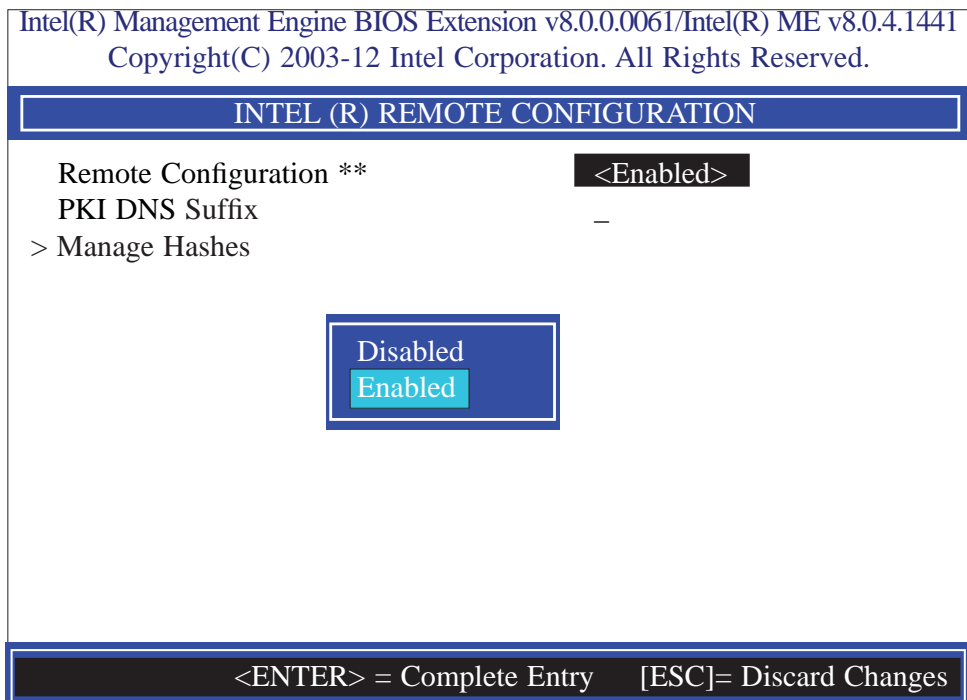 Intel(R) Management Engine BIOS Extension v8.0.0.0061/Intel(R) ME v8.0.4.1441
Copyright(C) 2003-12 Intel Corporation. All Rights Reserved.
INTEL (R) REMOTE CONFIGURATION
Remote Configuration ** <Enabled>
PKI DNS Suffix _
> Manage Hashes
Disabled
Enabled
<ENTER> = Complete Entry [ESC]= Discard Changes